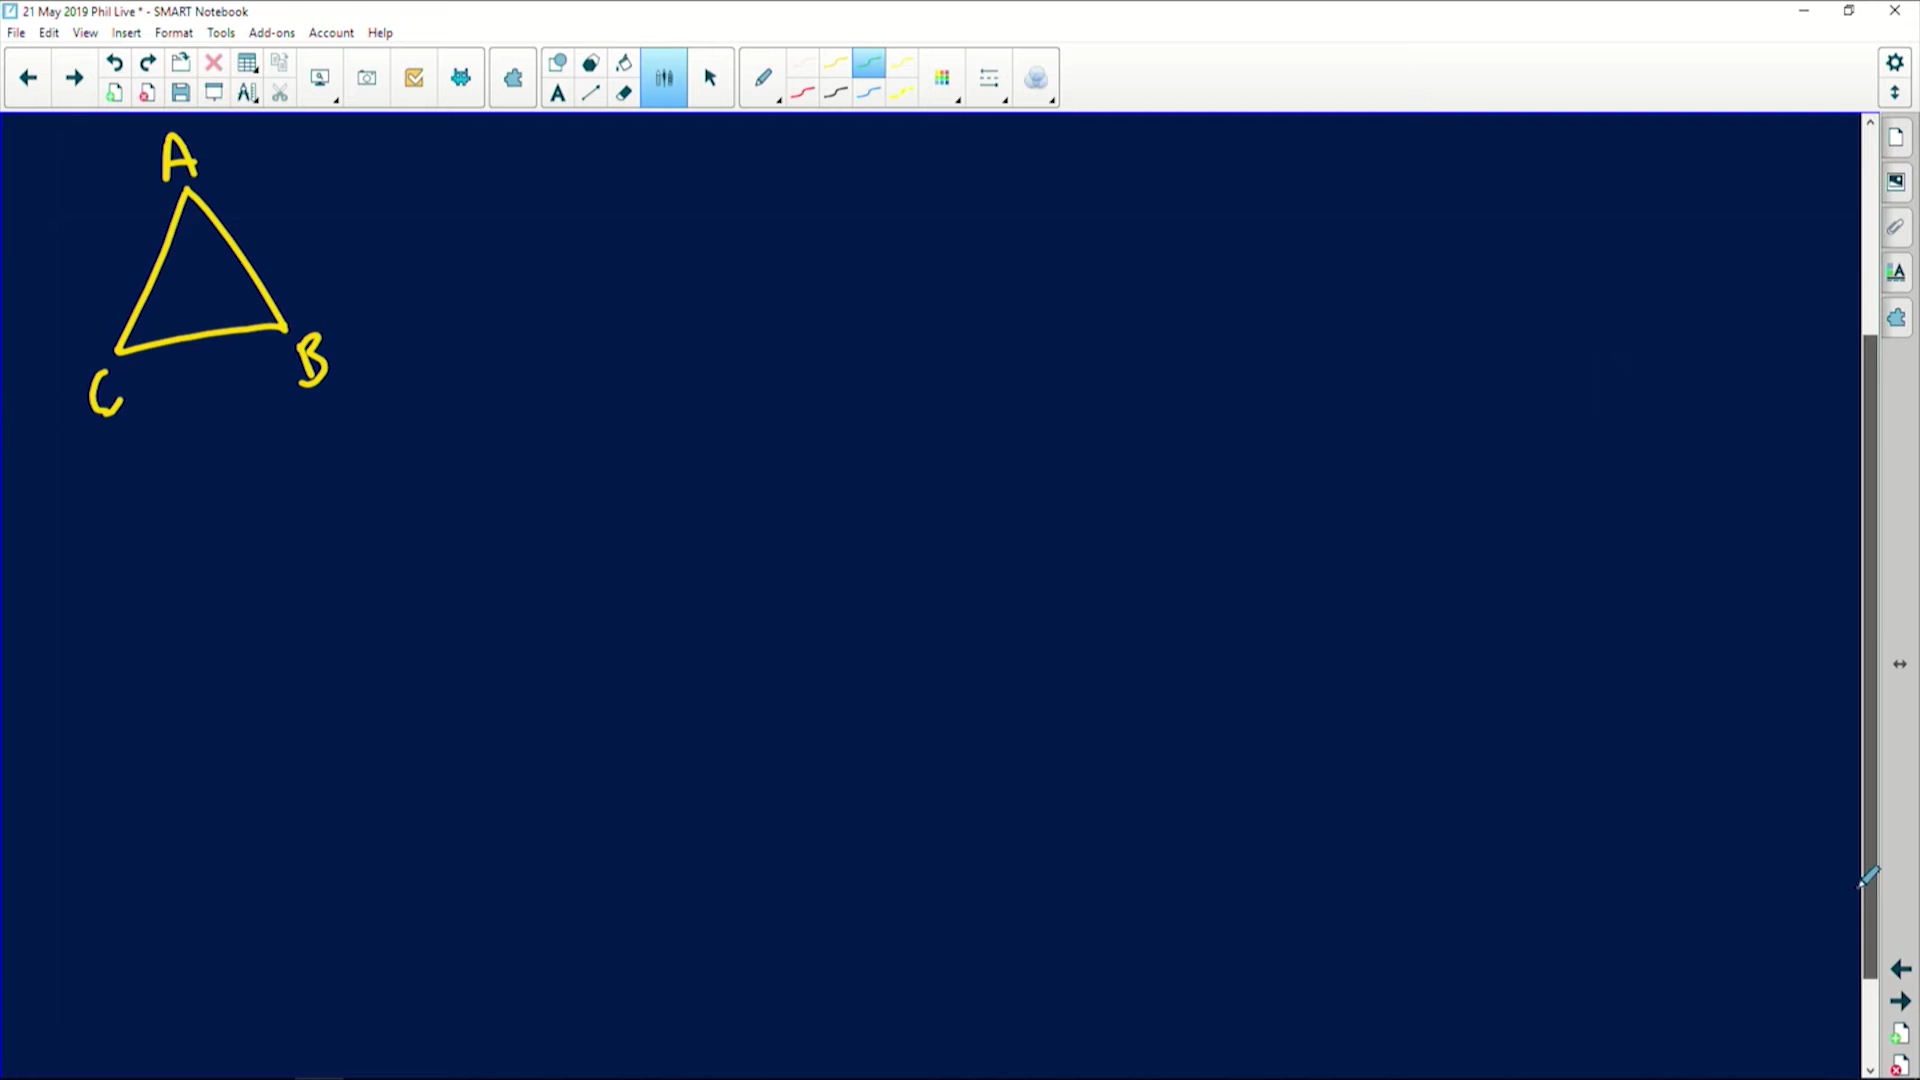 21 May 2019 Phil Live * - SMART Notebook
File Edit View Insert Format Tools Add-ons Account Help
A
B
C